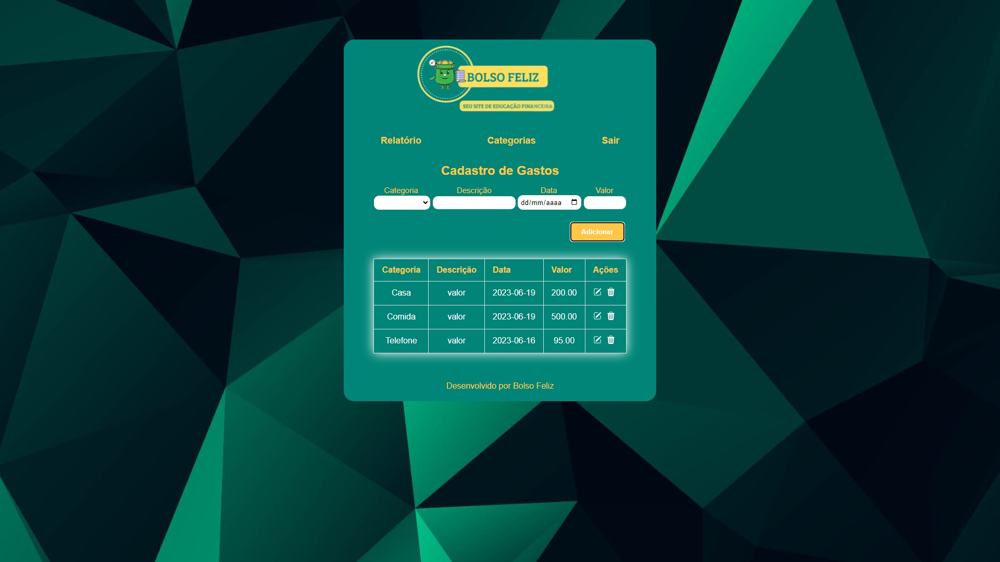 BOLSO FELIZ
SEU SITE DE EDUCAÇÃO FINANCEIRA
Relatório Categorias Sair
Cadastro de Gastos
Categoria Descrição Data Valor
dd/mm/aaaa
Adicionar
Categoria Descrição Data Valor Ações
Casa valor 2023-06-19 200.00
Comida valor 2023-06-19 500.00
Telefone valor 2023-06-16 95.00
Desenvolvido por Bolso Feliz